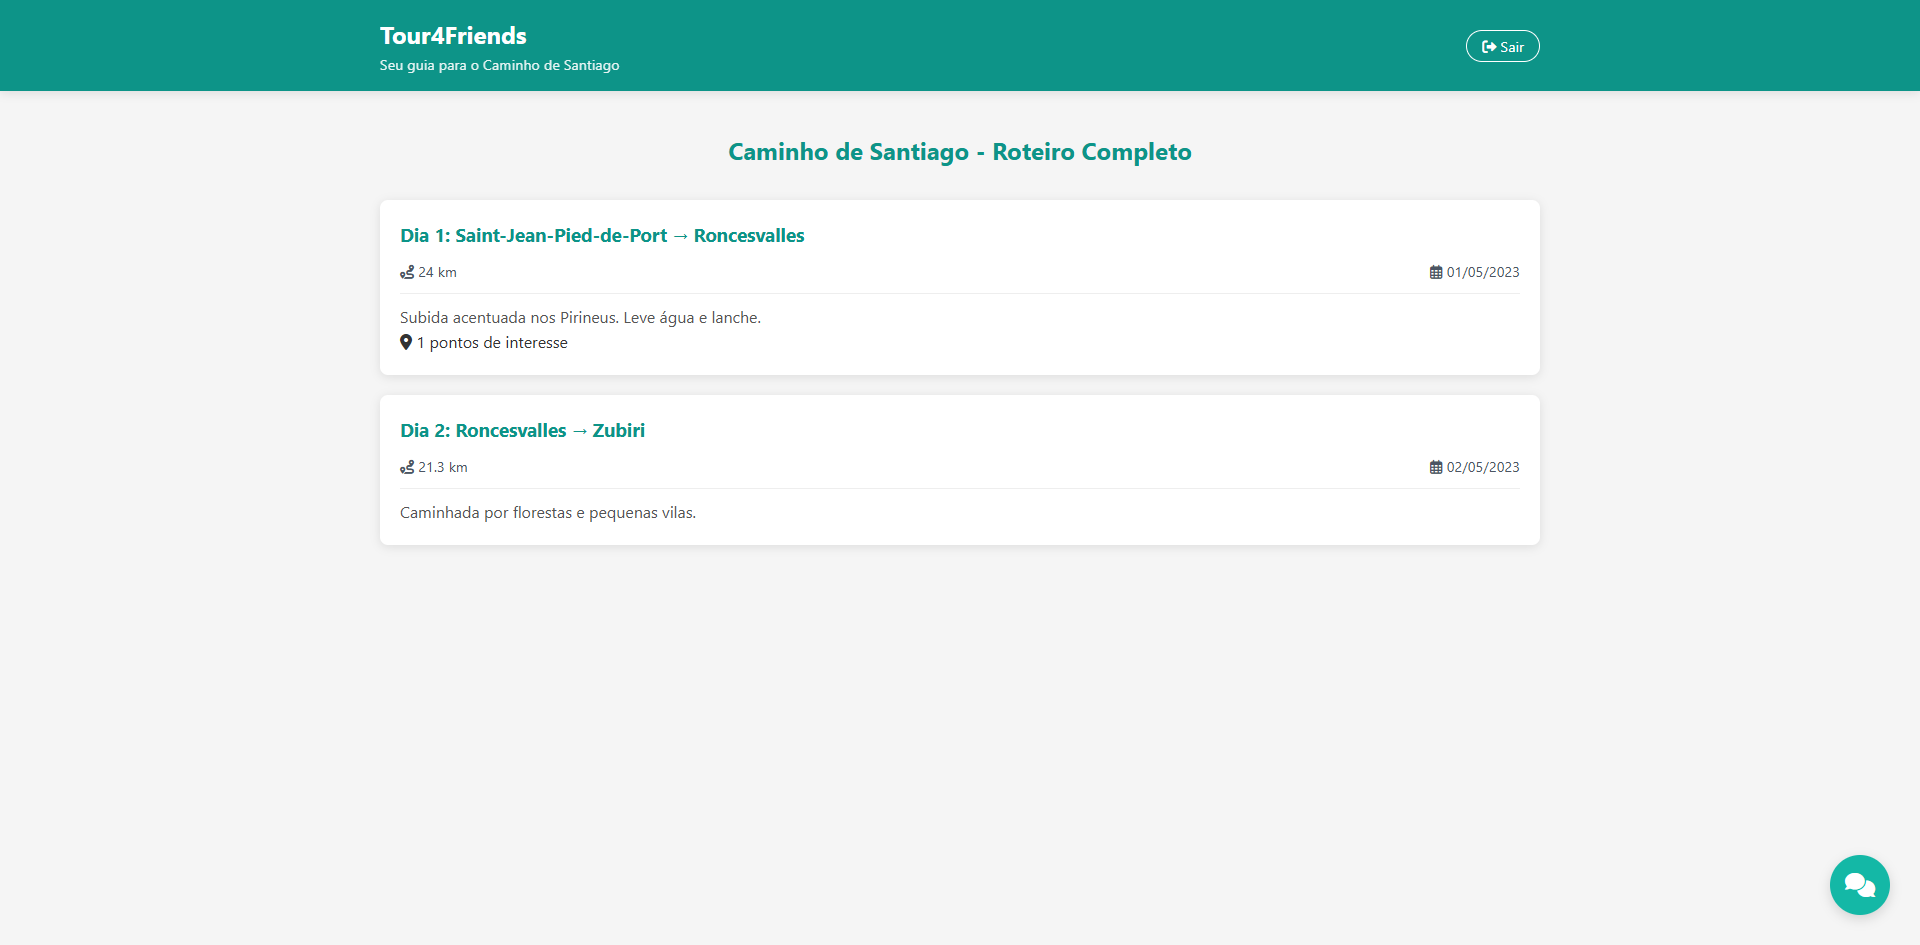 Tour4Friends
Seu guia para o Caminho de Santiago
Sair
Caminho de Santiago - Roteiro Completo
Dia 1: Saint-Jean-Pied-de-Port → Roncesvalles
24 km
01/05/2023
Subida acentuada nos Pirineus. Leve água e lanche.
1 pontos de interesse
Dia 2: Roncesvalles → Zubiri
21.3 km
02/05/2023
Caminhada por florestas e pequenas vilas.